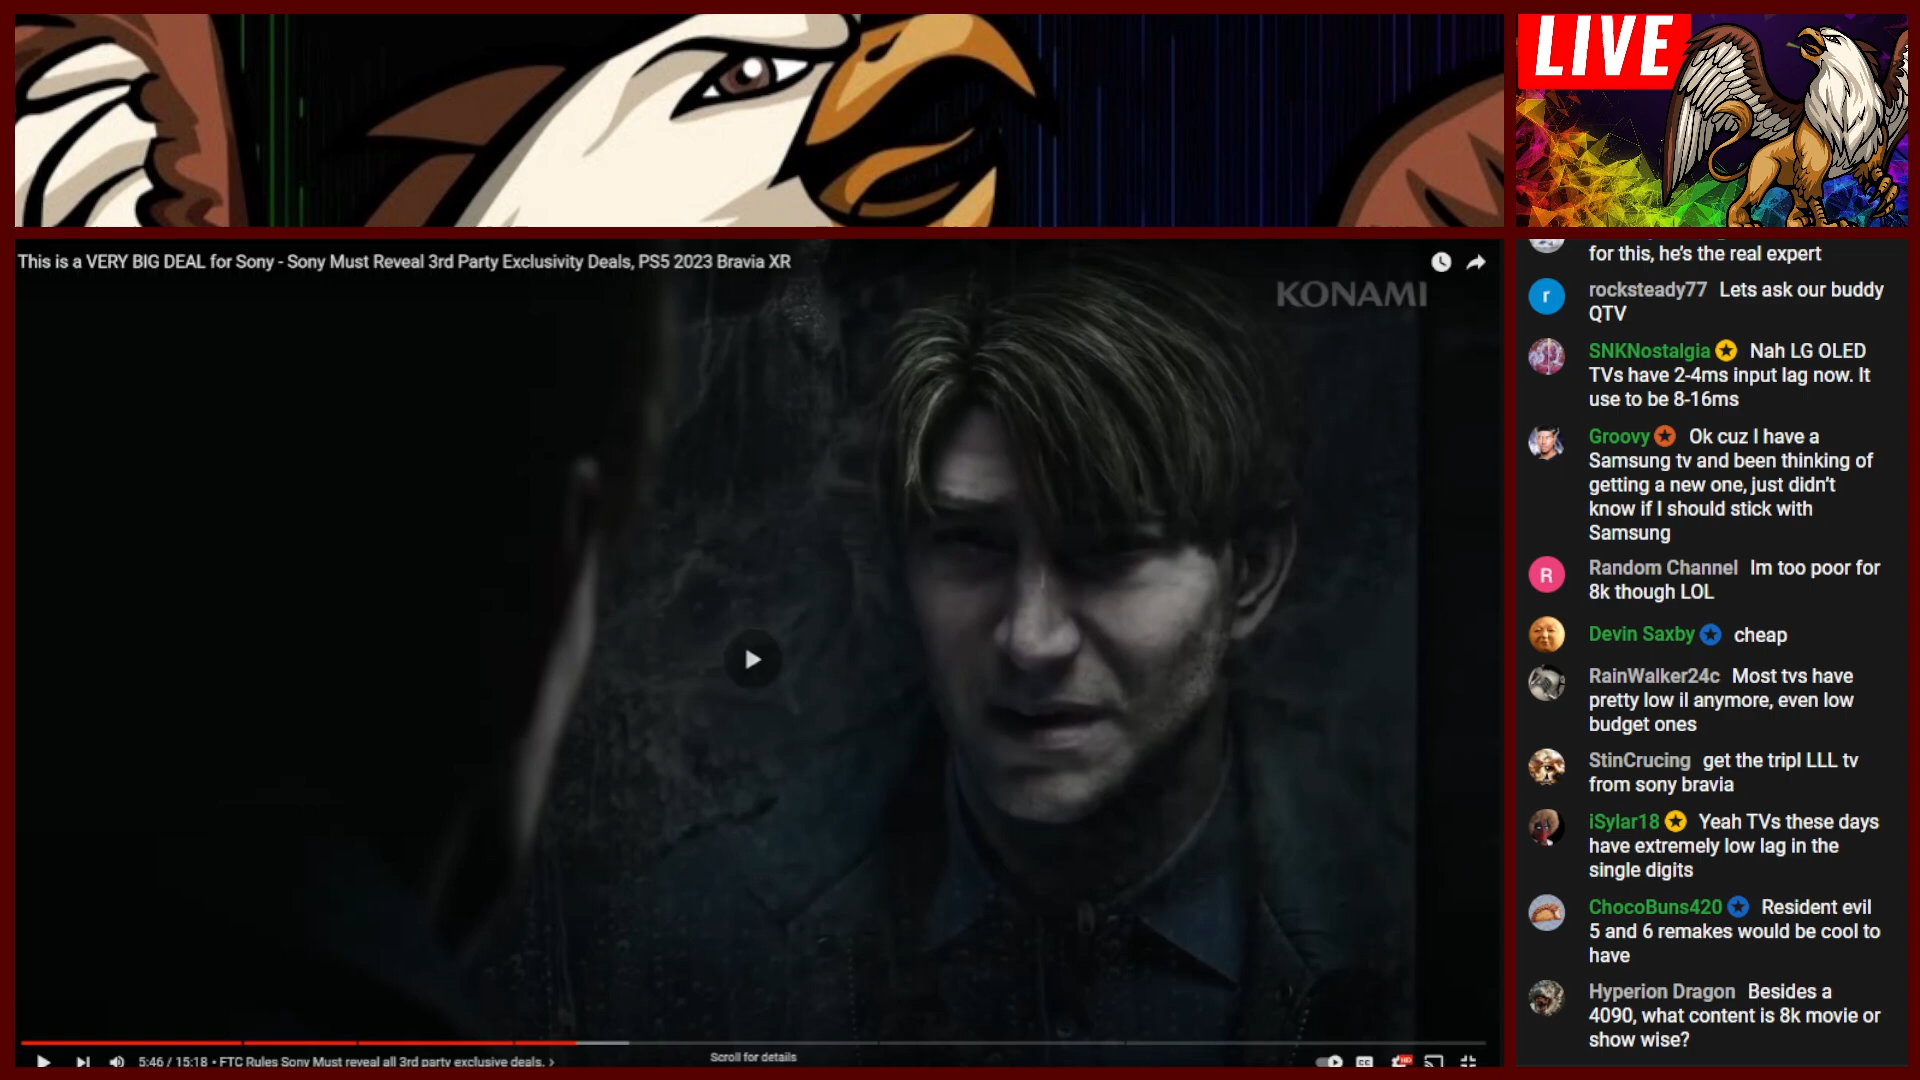 LIVE
This is a VERY BIG DEAL for Sony - Sony Must Reveal 3rd Party Exclusivity Deals, PS5 2023 Bravia XR
KONAMI
5:46 / 15:18 • FTC Rules Sony Must reveal all 3rd party exclusive deals. >
Scroll for details
CC
HD
for this, he's the real expert
r
rocksteady77 Lets ask our buddy
QTV
SNKNostalgia Nah LG OLED
TVs have 2-4ms input lag now. It
use to be 8-16ms
Groovy Ok cuz I have a
Samsung tv and been thinking of
getting a new one, just didn't
know if I should stick with
Samsung
R
Random Channel Im too poor for
8k though LOL
Devin Saxby cheap
RainWalker24c Most tvs have
pretty low il anymore, even low
budget ones
StinCrucing get the tripl LLL tv
from sony bravia
iSylar18 Yeah TVs these days
have extremely low lag in the
single digits
ChocoBuns420 Resident evil
5 and 6 remakes would be cool to
have
Hyperion Dragon Besides a
4090, what content is 8k movie or
show wise?